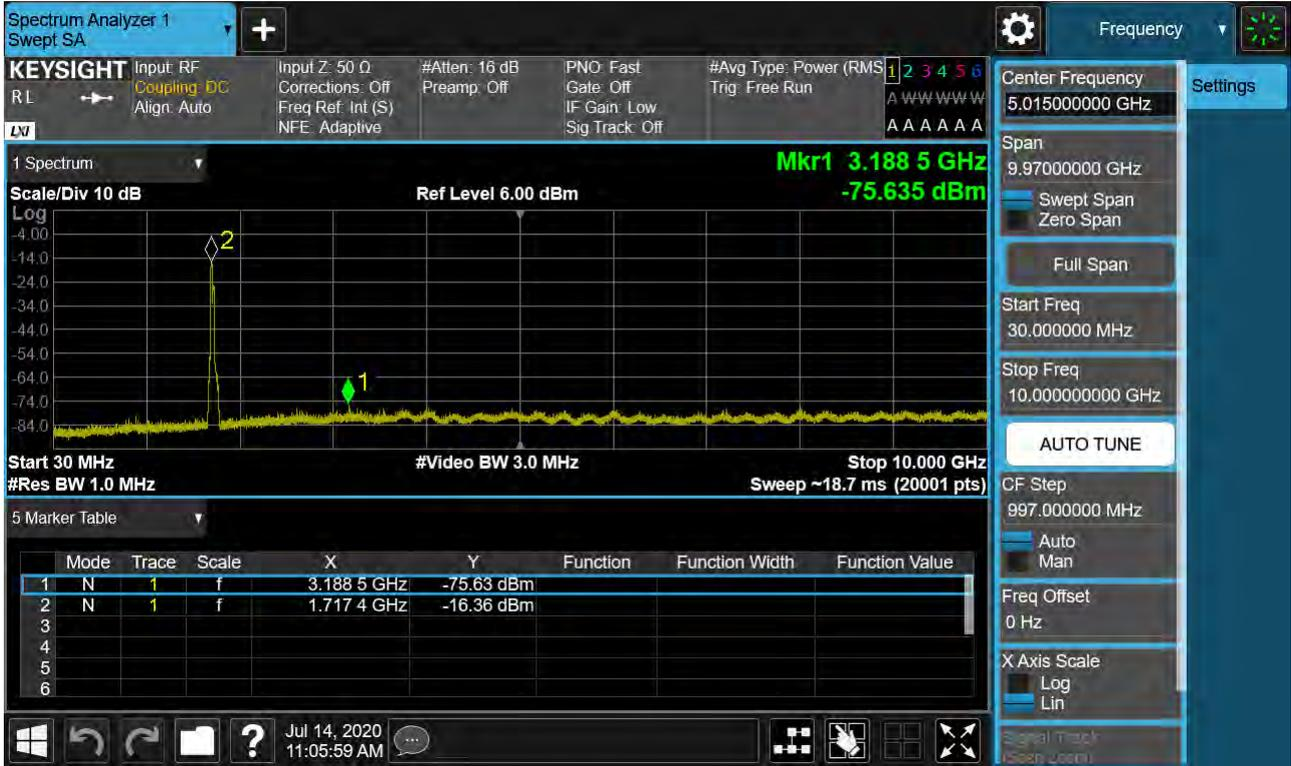 Spectrum Analyzer 1
Swept SA
+
Frequency
KEYSIGHT
RL
LXI
Input: RF
Coupling: DC
Align: Auto
Input Z: 50 Ω
Corrections: Off
Freq Ref: Int (S)
NFE: Adaptive
#Atten: 16 dB
Preamp: Off
PNO: Fast
Gate: Off
IF Gain: Low
Sig Track: Off
#Avg Type: Power (RMS
Trig: Free Run
1 2 3 4 5 6
A W W W W W
A A A A A A
1 Spectrum
Scale/Div 10 dB
Ref Level 6.00 dBm
Mkr1 3.188 5 GHz
-75.635 dBm
Log
-4.00
-14.0
-24.0
-34.0
-44.0
-54.0
-64.0
-74.0
-84.0
2
1
Start 30 MHz
#Video BW 3.0 MHz
Stop 10.000 GHz
#Res BW 1.0 MHz
Sweep ~18.7 ms (20001 pts)
5 Marker Table
Mode Trace Scale X Y Function Function Width Function Value
1 N 1 f 3.188 5 GHz -75.63 dBm
2 N 1 f 1.717 4 GHz -16.36 dBm
3
4
5
6
Jul 14, 2020
11:05:59 AM
?
Center Frequency
5.015000000 GHz
Settings
Span
9.97000000 GHz
Swept Span
Zero Span
Full Span
Start Freq
30.000000 MHz
Stop Freq
10.000000000 GHz
AUTO TUNE
CF Step
997.000000 MHz
Auto
Man
Freq Offset
0 Hz
X Axis Scale
Log
Lin
Signal Track
(Span Zoom)